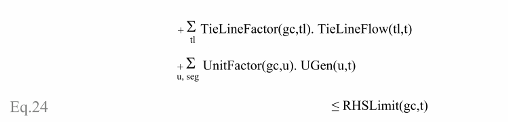 + Σ TieLineFactor(gc,tl). TieLineFlow(tl,t)
tl
+ Σ UnitFactor(gc,u). UGen(u,t)
u, seg
Eq.24 ≤ RHSLimit(gc,t)